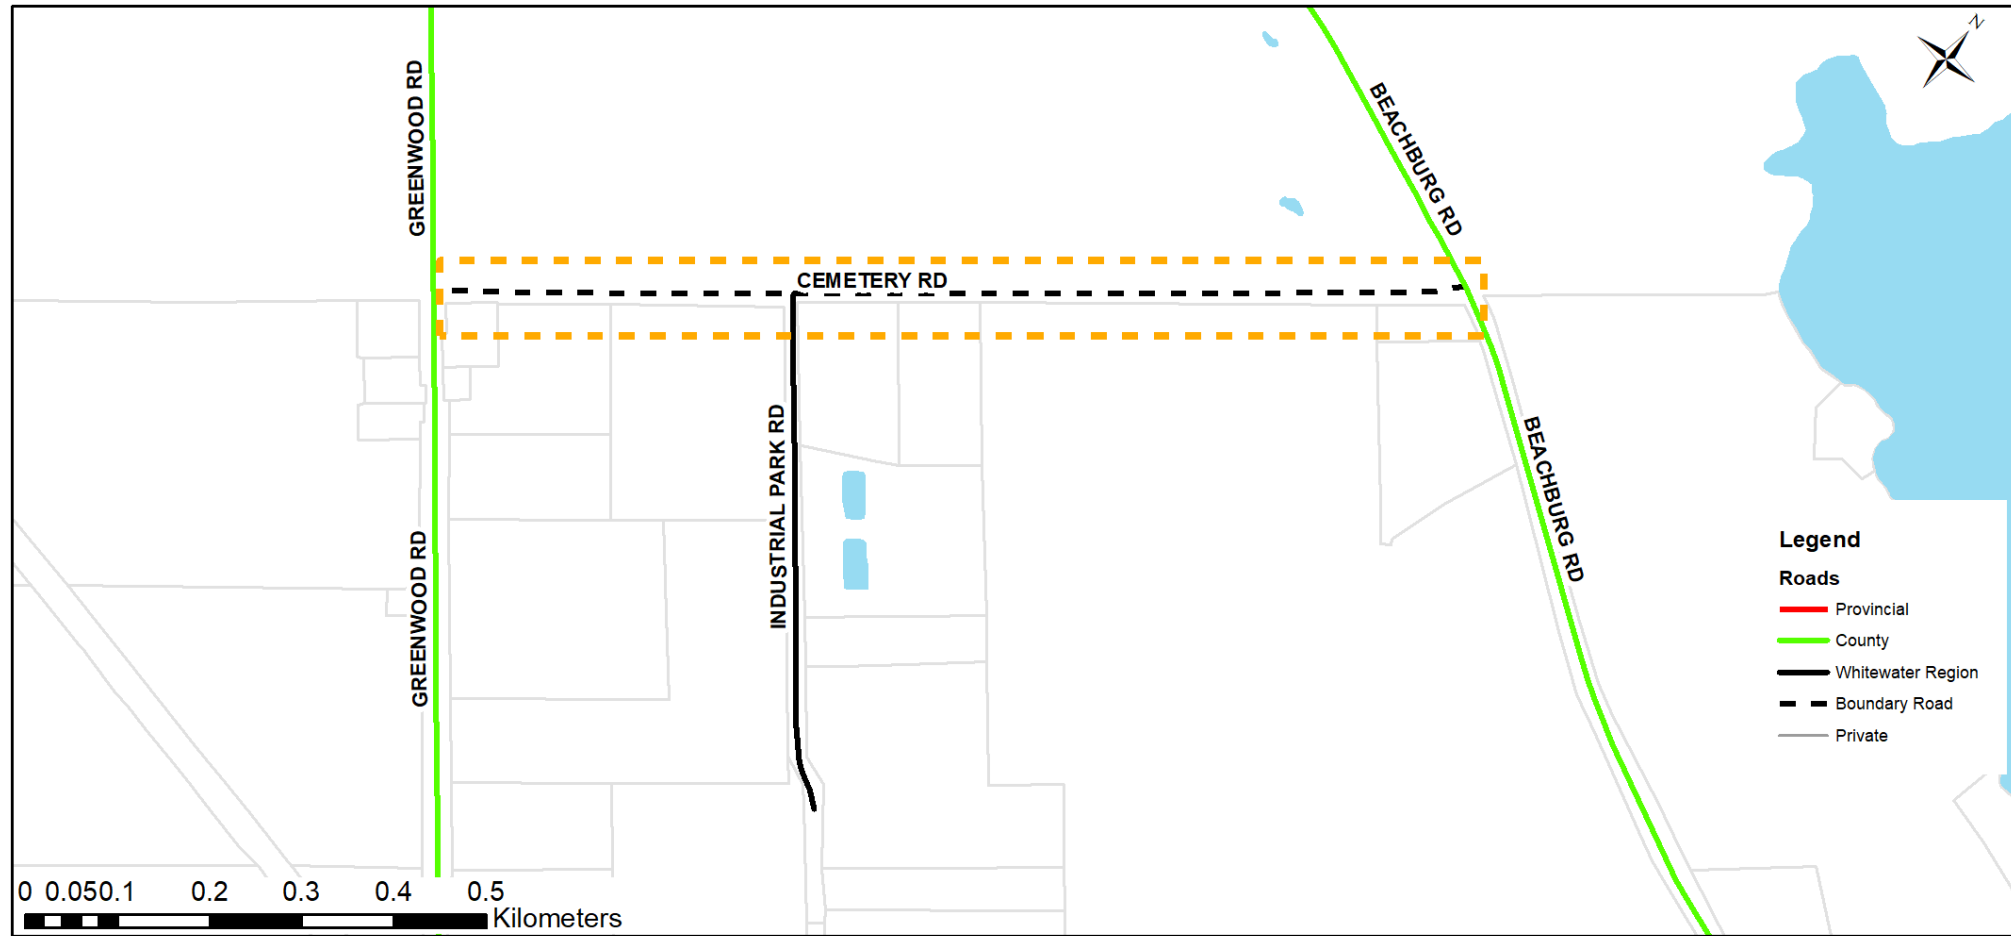 N
GREENWOOD RD
BEACHBURG RD
CEMETERY RD
INDUSTRIAL PARK RD
GREENWOOD RD
BEACHBURG RD
Legend
Roads
Provincial
County
Whitewater Region
Boundary Road
Private
0 0.050.1 0.2 0.3 0.4 0.5
Kilometers